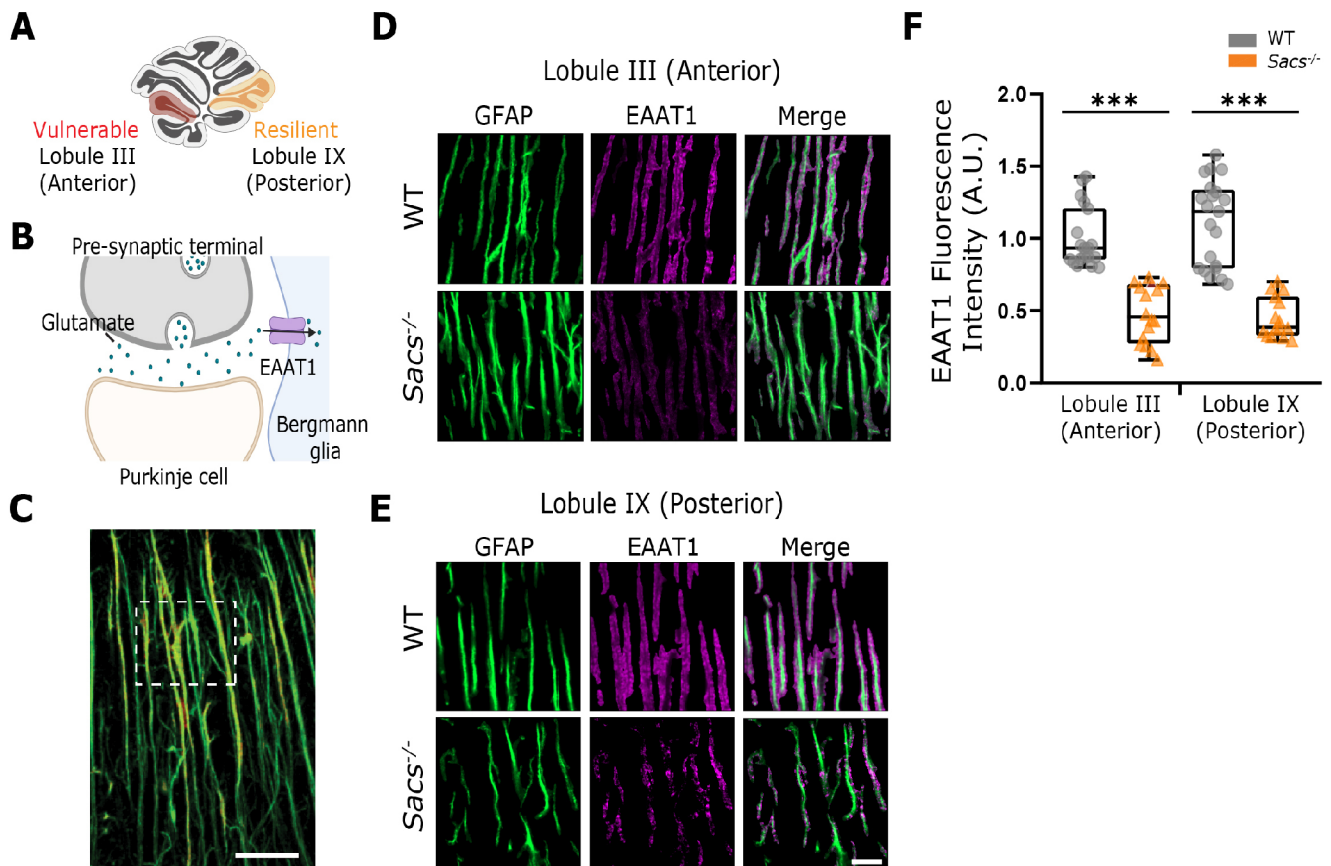 A
Vulnerable
Lobule III
(Anterior)
Resilient
Lobule IX
(Posterior)
B
Pre-synaptic terminal
Glutamate
EAAT1
Bergmann
glia
Purkinje cell
C
D
Lobule III (Anterior)
GFAP EAAT1 Merge
WT
Sacs-/-
E
Lobule IX (Posterior)
GFAP EAAT1 Merge
WT
Sacs-/-
F
WT
Sacs-/-
EAAT1 Fluorescence
Intensity (A.U.)
2.0
1.5
1.0
0.5
0.0
*** ***
Lobule III
(Anterior)
Lobule IX
(Posterior)